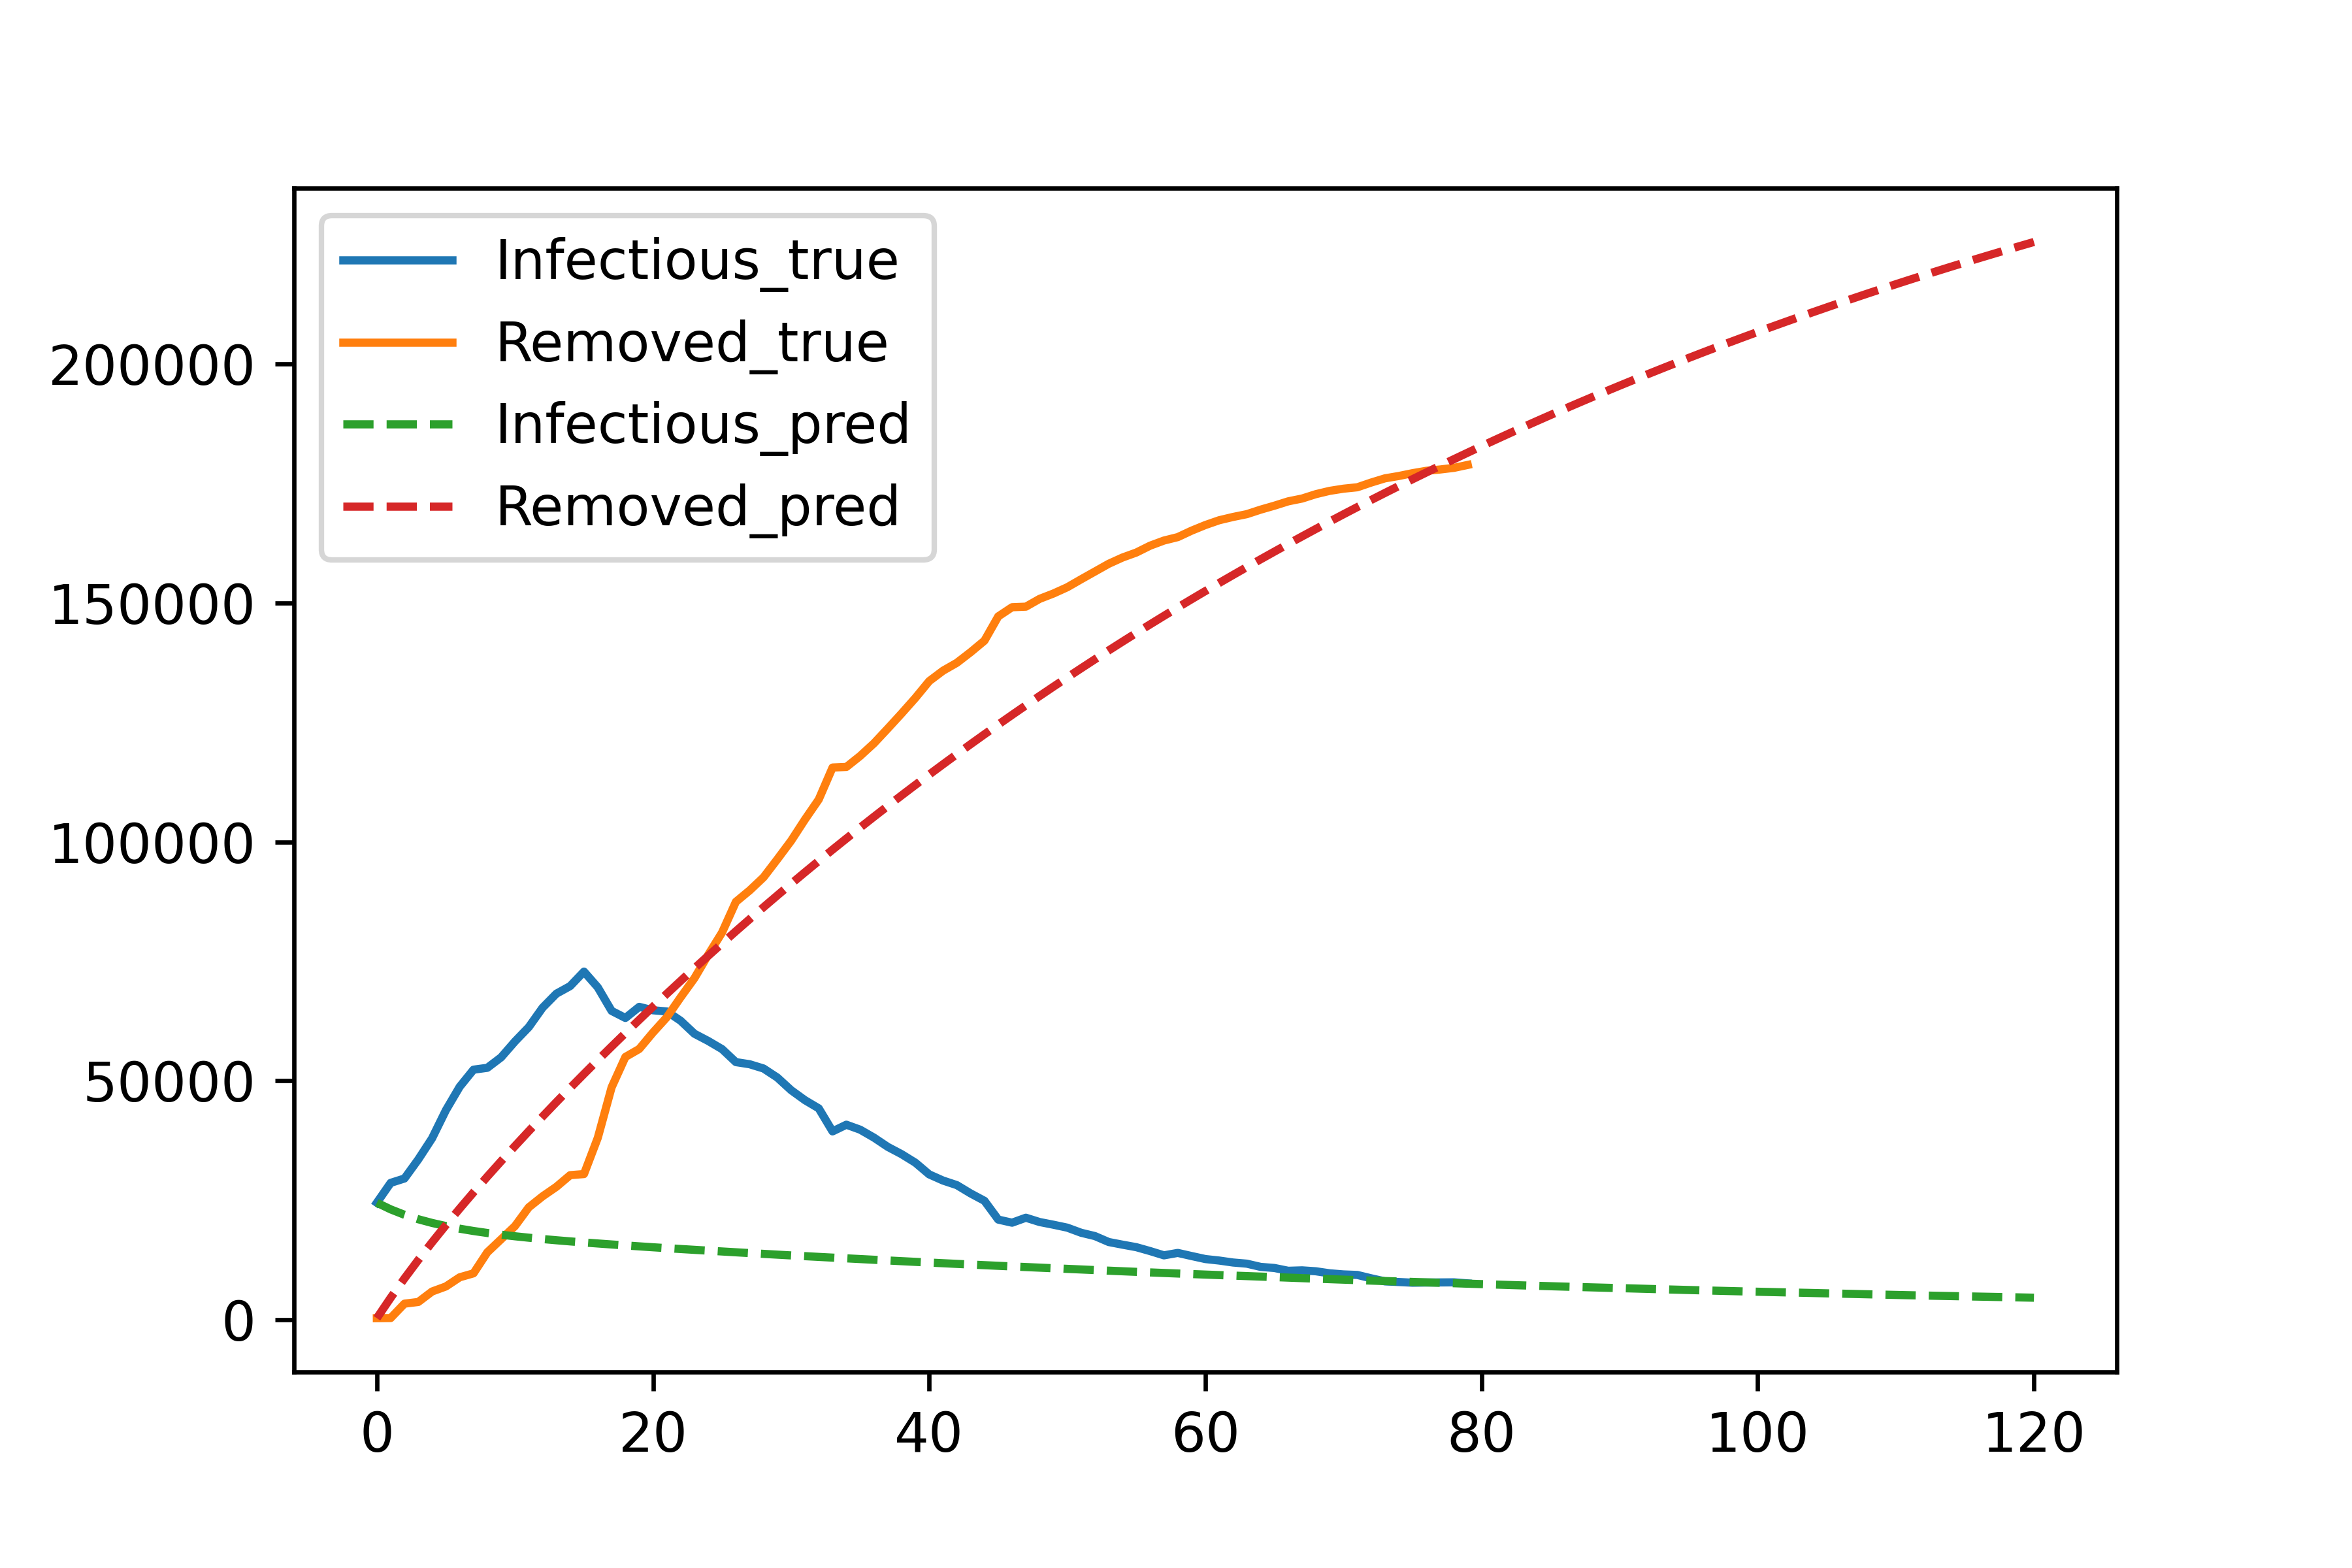 Infectious_true
Removed_true
Infectious_pred
Removed_pred
200000
150000
100000
50000
0
0 20 40 60 80 100 120